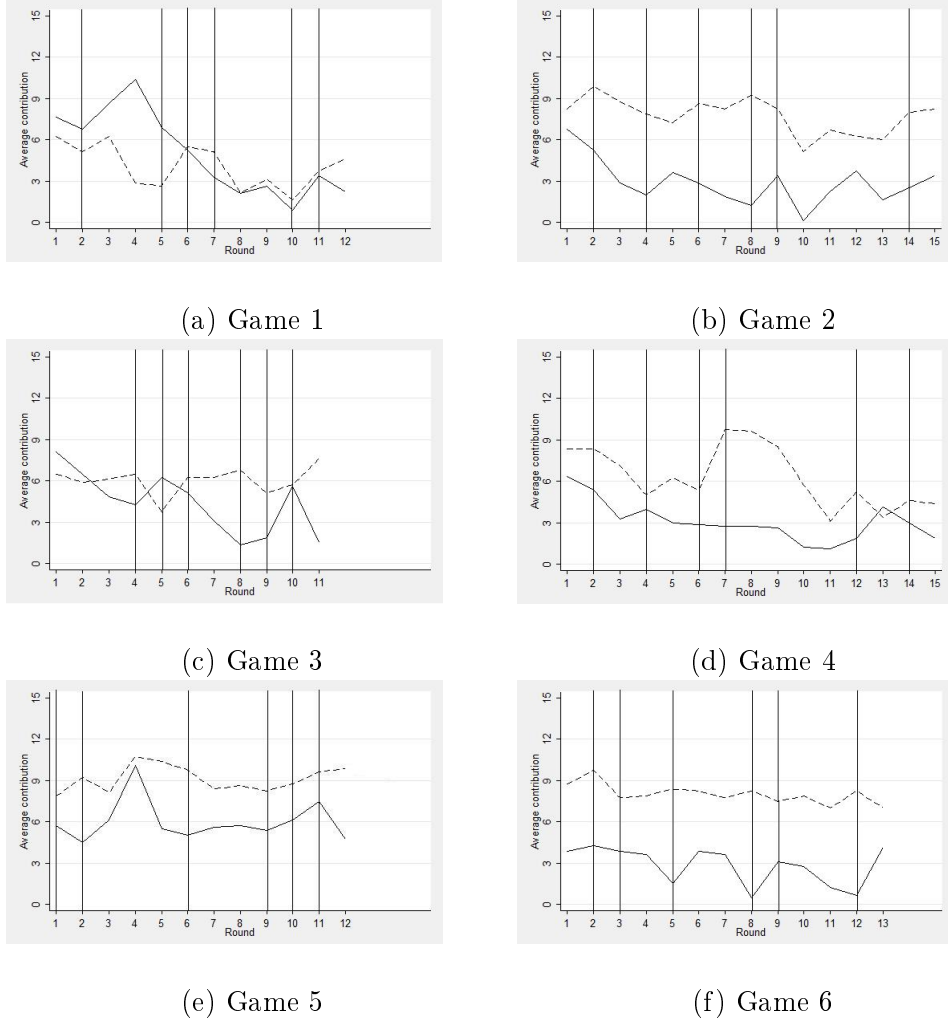 Average contribution
15
12
9
6
3
0
1 2 3 4 5 6 7 8 9 10 11 12
Round
(a) Game 1
Average contribution
15
12
9
6
3
0
1 2 3 4 5 6 7 8 9 10 11 12 13 14 15
Round
(b) Game 2
Average contribution
15
12
9
6
3
0
1 2 3 4 5 6 7 8 9 10 11
Round
(c) Game 3
Average contribution
15
12
9
6
3
0
1 2 3 4 5 6 7 8 9 10 11 12 13 14 15
Round
(d) Game 4
Average contribution
15
12
9
6
3
0
1 2 3 4 5 6 7 8 9 10 11 12
Round
(e) Game 5
Average contribution
15
12
9
6
3
0
1 2 3 4 5 6 7 8 9 10 11 12 13
Round
(f) Game 6